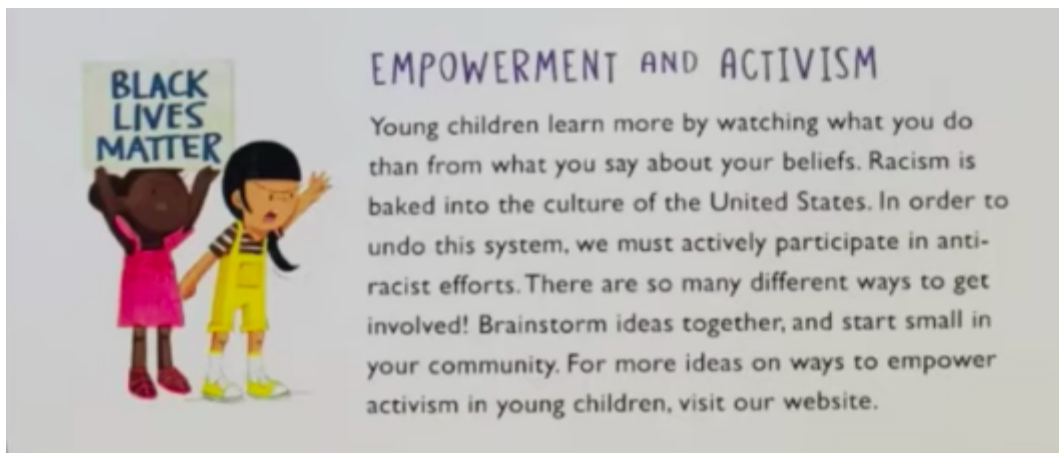 BLACK
LIVES
MATTER
EMPOWERMENT AND ACTIVISM
Young children learn more by watching what you do
than from what you say about your beliefs. Racism is
baked into the culture of the United States. In order to
undo this system, we must actively participate in anti-
racist efforts. There are so many different ways to get
involved! Brainstorm ideas together, and start small in
your community. For more ideas on ways to empower
activism in young children, visit our website.